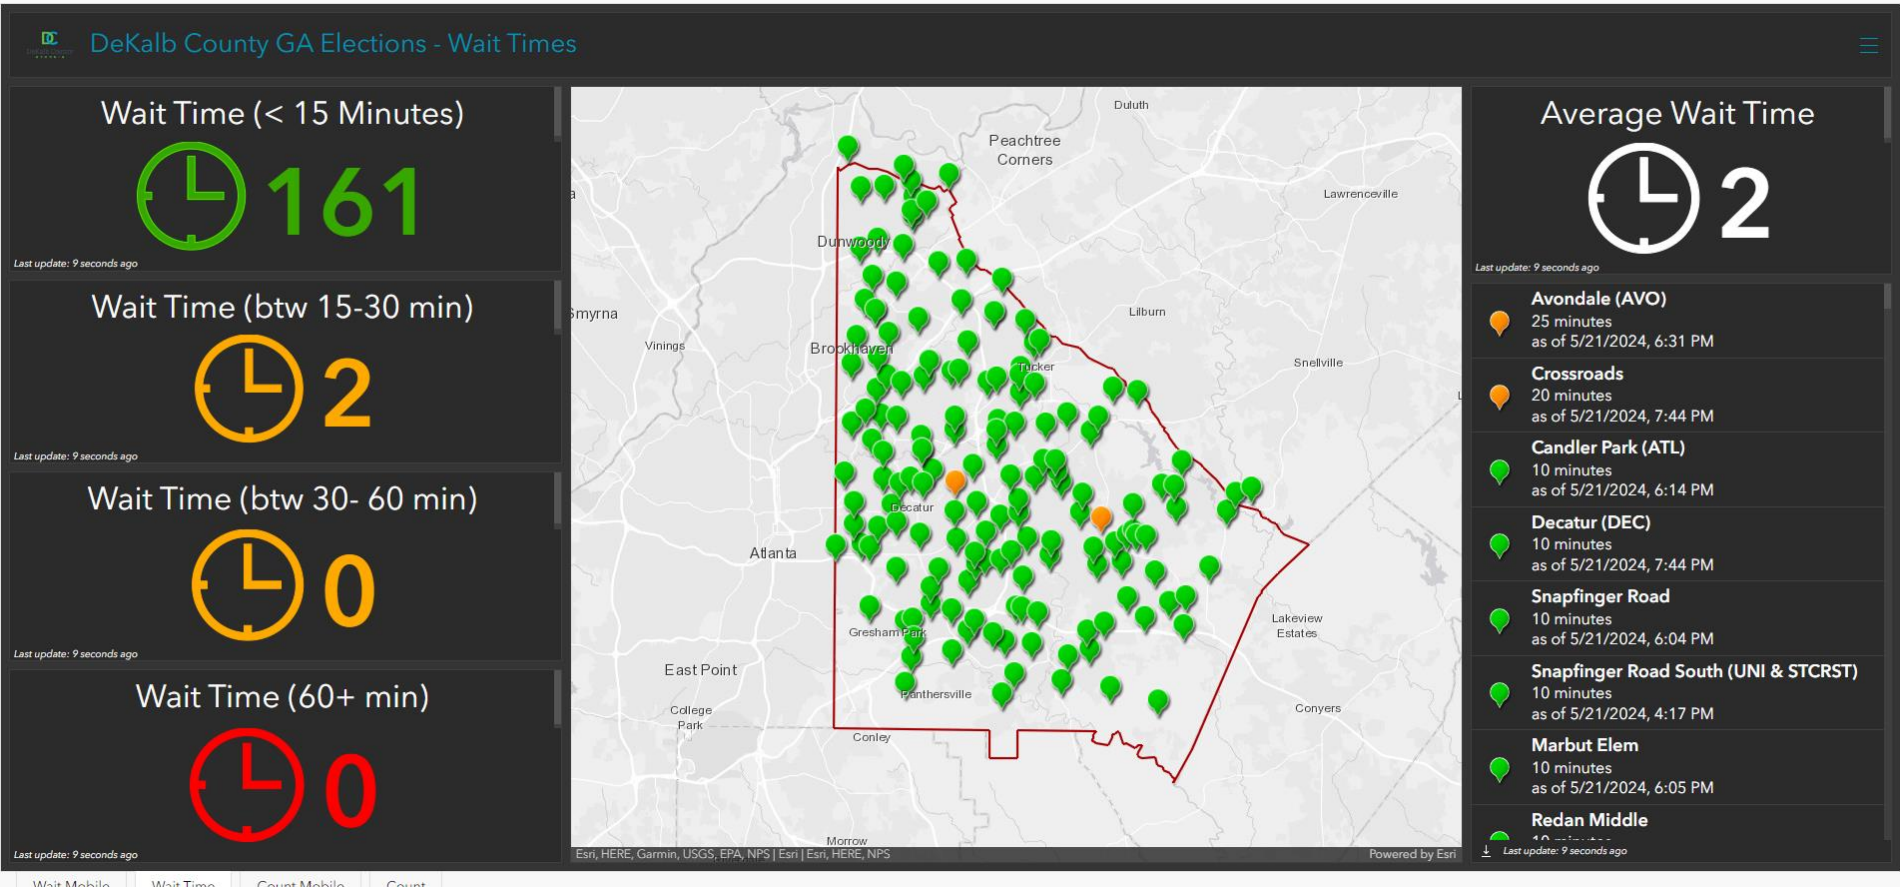 DeKalb County GA Elections - Wait Times
Wait Time (< 15 Minutes)
161
Last update: 9 seconds ago
Wait Time (btw 15-30 min)
2
Last update: 9 seconds ago
Wait Time (btw 30- 60 min)
0
Last update: 9 seconds ago
Wait Time (60+ min)
0
Last update: 9 seconds ago
Duluth
Peachtree
Corners
Lawrenceville
Dunwoody
Lilburn
Smyrna
Vinings
Brookhaven
Snellville
Tucker
Decatur
Atlanta
Lakeview
Estates
Gresham Park
East Point
Panthersville
College
Park
Conyers
Conley
Morrow
Esri, HERE, Garmin, USGS, EPA, NPS | Esri | Esri, HERE, NPS
Powered by Esri
Average Wait Time
2
Last update: 9 seconds ago
Avondale (AVO)
25 minutes
as of 5/21/2024, 6:31 PM
Crossroads
20 minutes
as of 5/21/2024, 7:44 PM
Candler Park (ATL)
10 minutes
as of 5/21/2024, 6:14 PM
Decatur (DEC)
10 minutes
as of 5/21/2024, 7:44 PM
Snapfinger Road
10 minutes
as of 5/21/2024, 6:04 PM
Snapfinger Road South (UNI & STCRST)
10 minutes
as of 5/21/2024, 4:17 PM
Marbut Elem
10 minutes
as of 5/21/2024, 6:05 PM
Redan Middle
10 minutes
Last update: 9 seconds ago
Wait Mobile
Wait Time
Count Mobile
Count